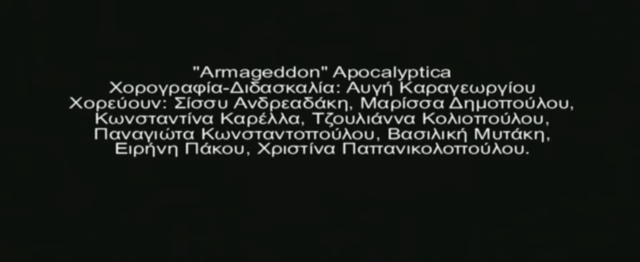 "Armageddon" Apocalyptica
Χορογραφία-Διδασκαλία: Αυγή Καραγεωργίου
Χορεύουν: Σίσσυ Ανδρεαδάκη, Μαρίσσα Δημοπούλου,
Κωνσταντίνα Καρέλλα, Τζουλιάννα Κολιοπούλου,
Παναγιώτα Κωνσταντοπούλου, Βασιλική Μυτάκη,
Ειρήνη Πάκου, Χριστίνα Παπανικολοπούλου.